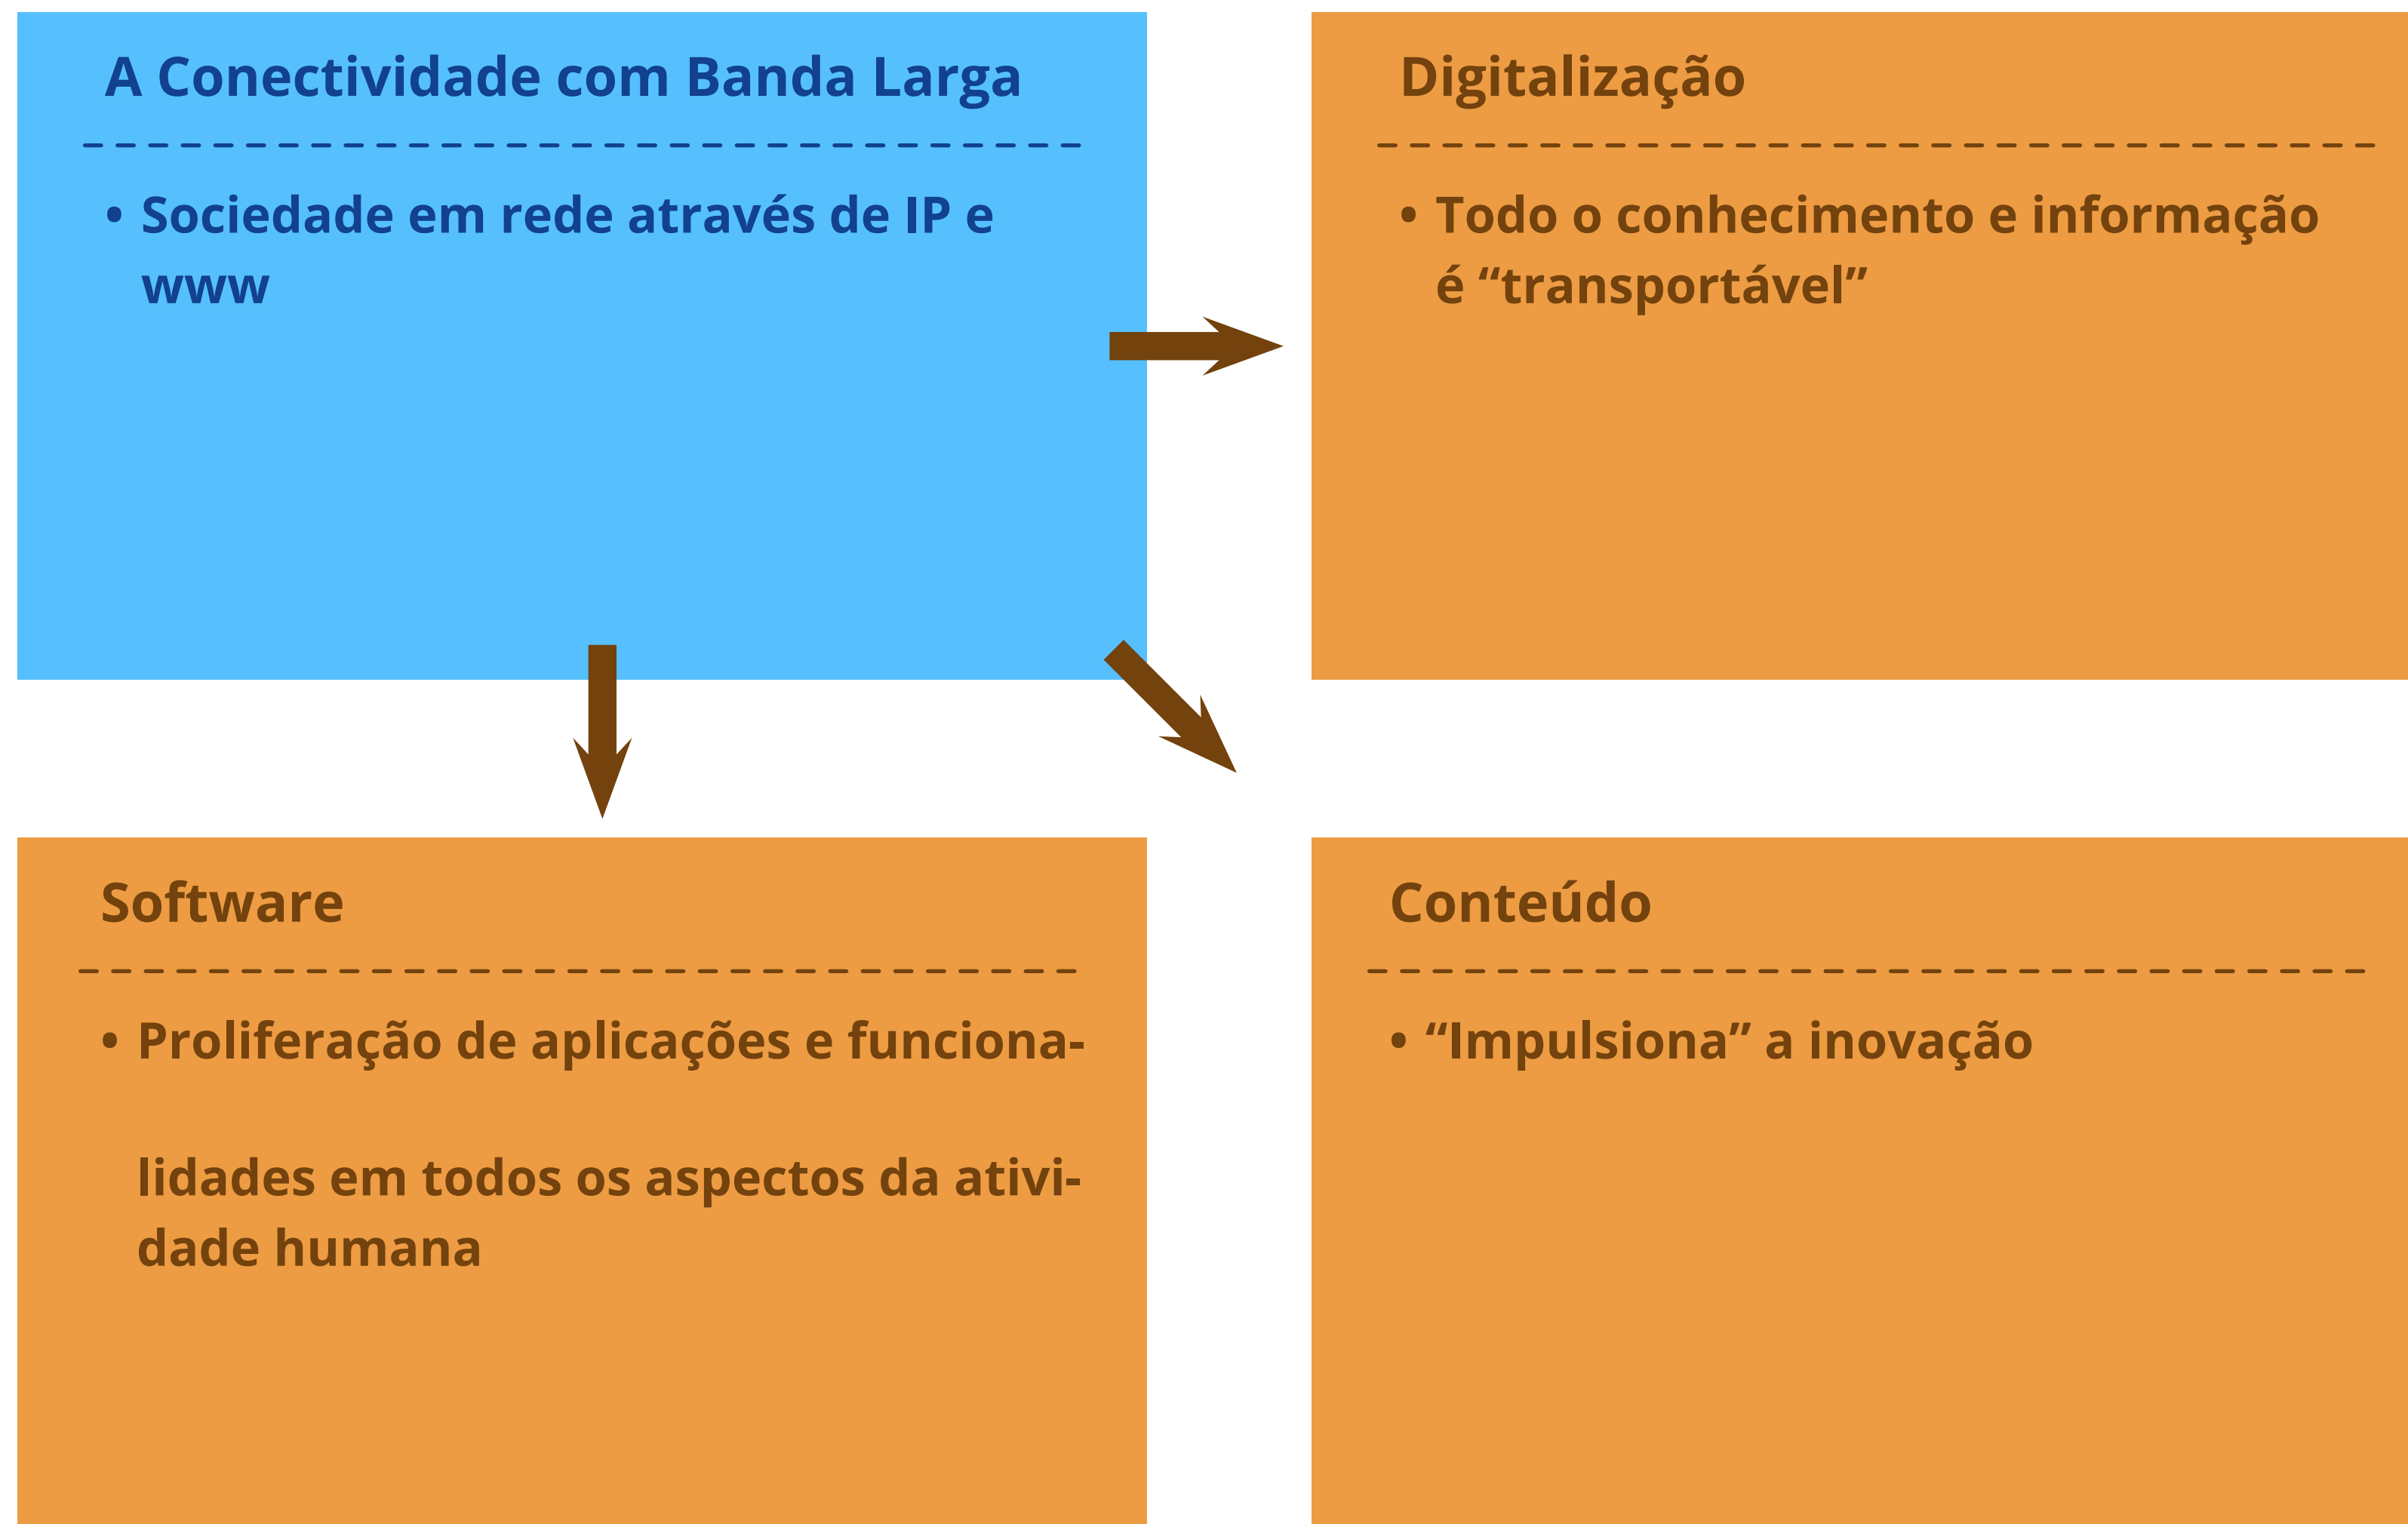 A Conectividade com Banda Larga
• Sociedade em rede através de IP e
www
Digitalização
• Todo o conhecimento e informação
é “transportável”
Software
• Proliferação de aplicações e funciona-
lidades em todos os aspectos da ativi-
dade humana
Conteúdo
• “Impulsiona” a inovação